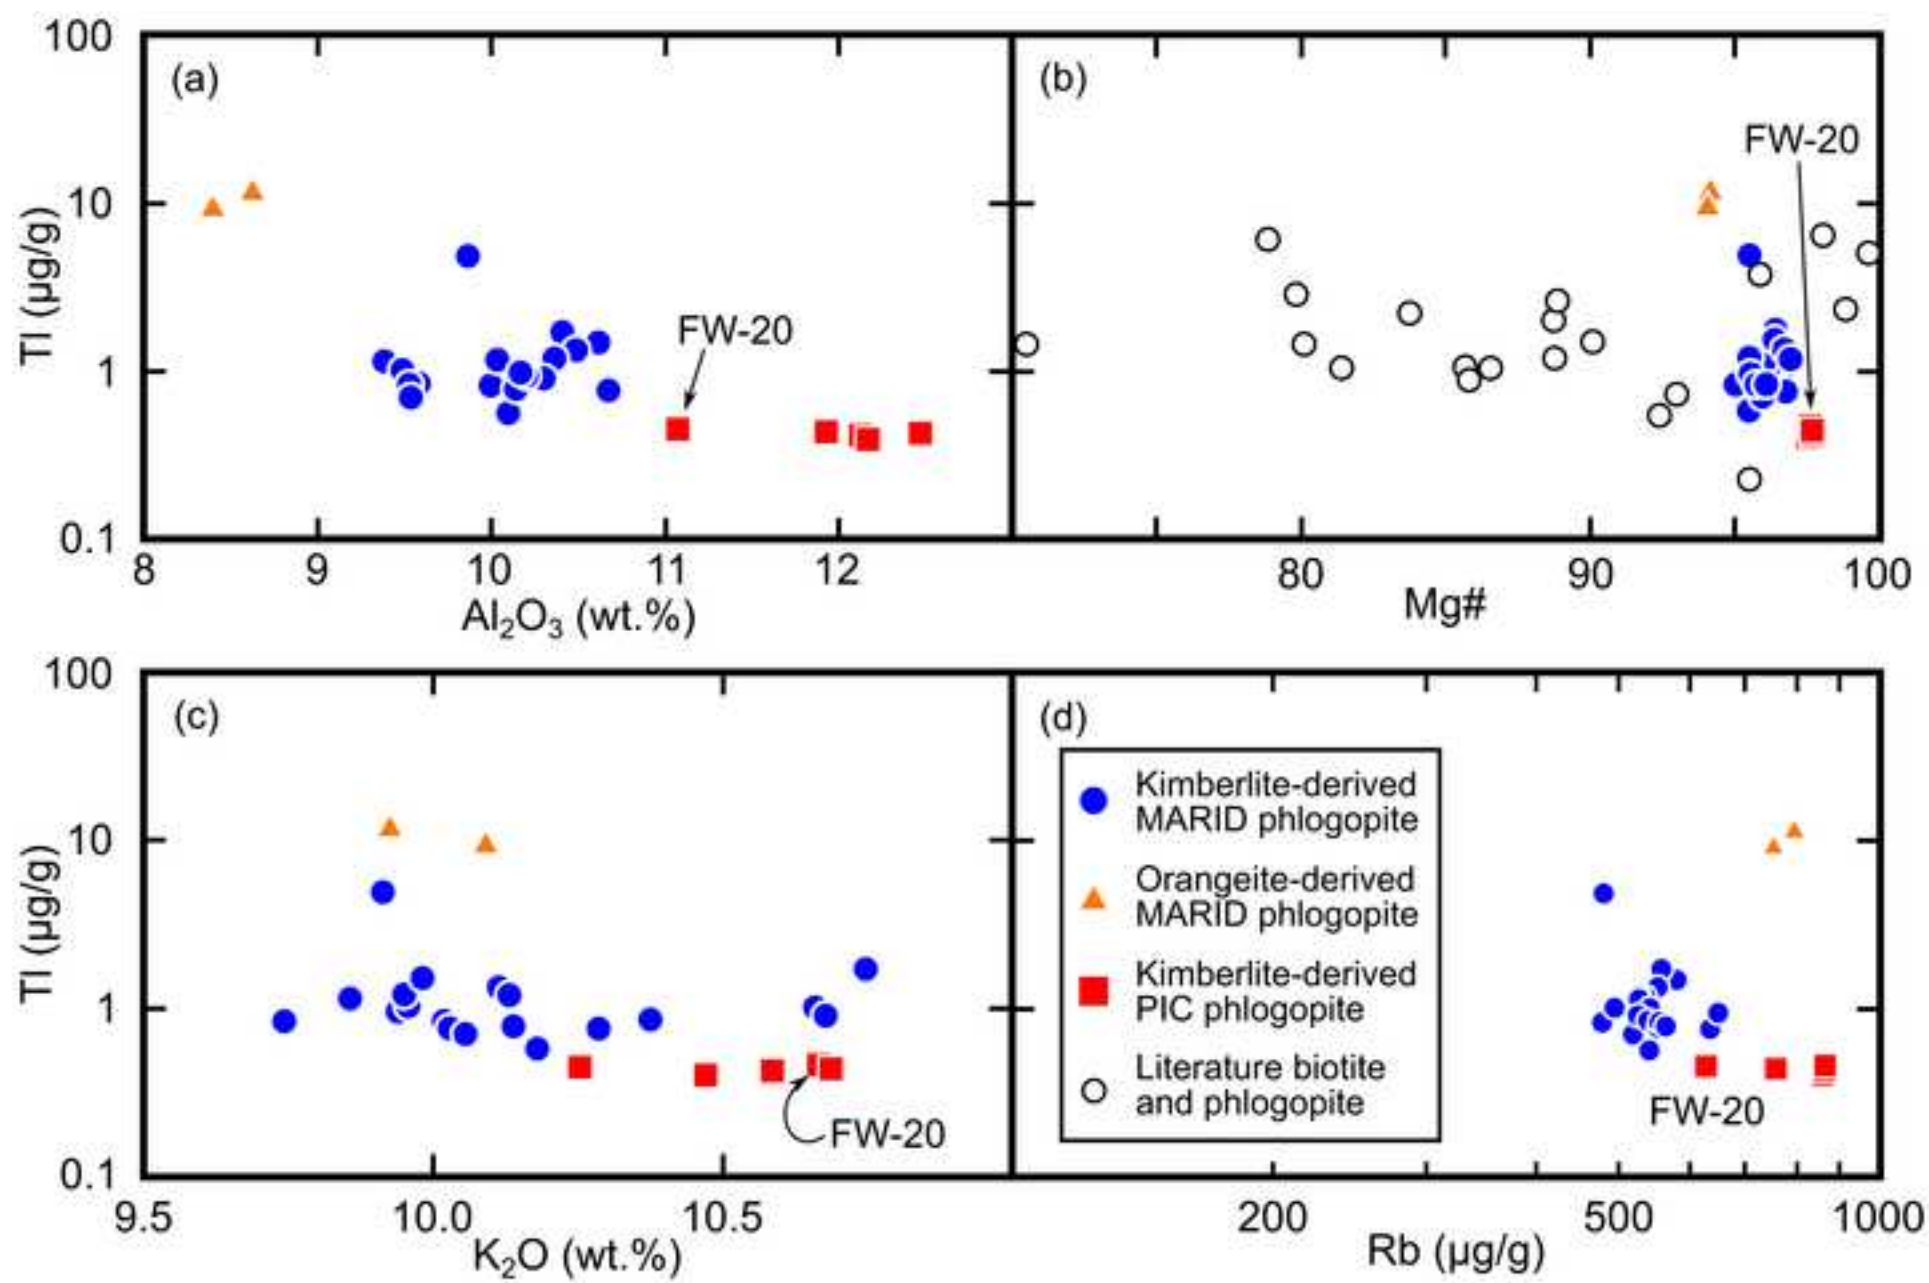 100
10
1
0.1
Tl (µg/g)
(a)
FW-20
8 9 10 11 12
Al₂O₃ (wt.%)
(b)
FW-20
80 90 100
Mg#
100
10
1
0.1
Tl (µg/g)
(c)
FW-20
9.5 10.0 10.5
K₂O (wt.%)
(d)
Kimberlite-derived
MARID phlogopite
Orangeite-derived
MARID phlogopite
Kimberlite-derived
PIC phlogopite
Literature biotite
and phlogopite
FW-20
200 500 1000
Rb (µg/g)